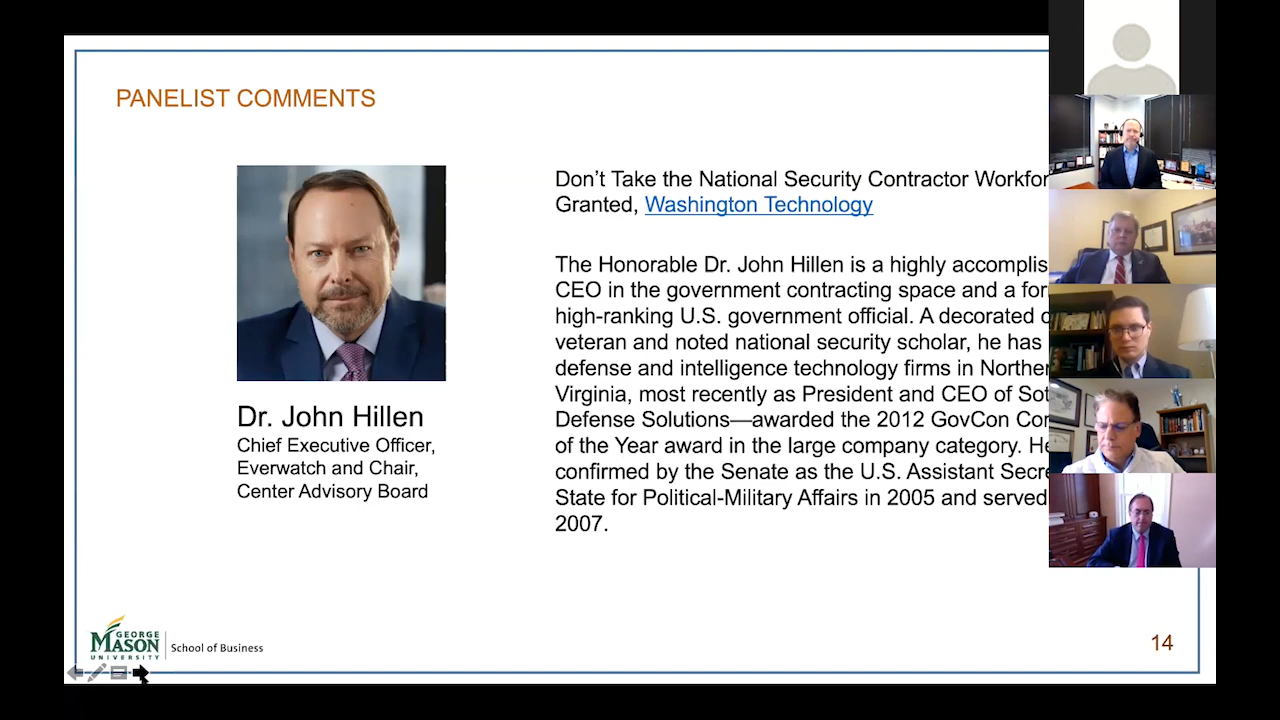 PANELIST COMMENTS
Don’t Take the National Security Contractor
Granted, Washington Technology
The Honorable Dr. John Hillen is a highly
CEO in the government contracting space and a
high-ranking U.S. government official. A decorated
veteran and noted national security scholar, he has
defense and intelligence technology firms in
Virginia, most recently as President and CEO of
Defense Solutions—awarded the 2012 GovCon
of the Year award in the large company category.
confirmed by the Senate as the U.S. Assistant
State for Political-Military Affairs in 2005 and served
2007.
Dr. John Hillen
Chief Executive Officer,
Everwatch and Chair,
Center Advisory Board
GEORGE
MASON
UNIVERSITY
School of Business
14